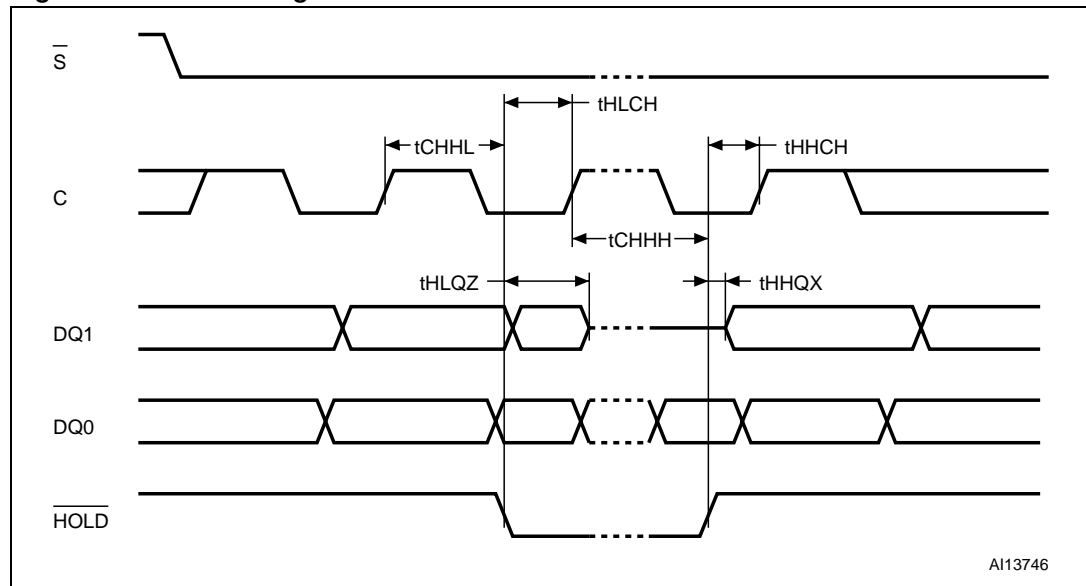 S
tHLCH
tCHHL
tHHCH
C
tCHHH
tHLQZ
tHHQX
DQ1
DQ0
HOLD
AI13746